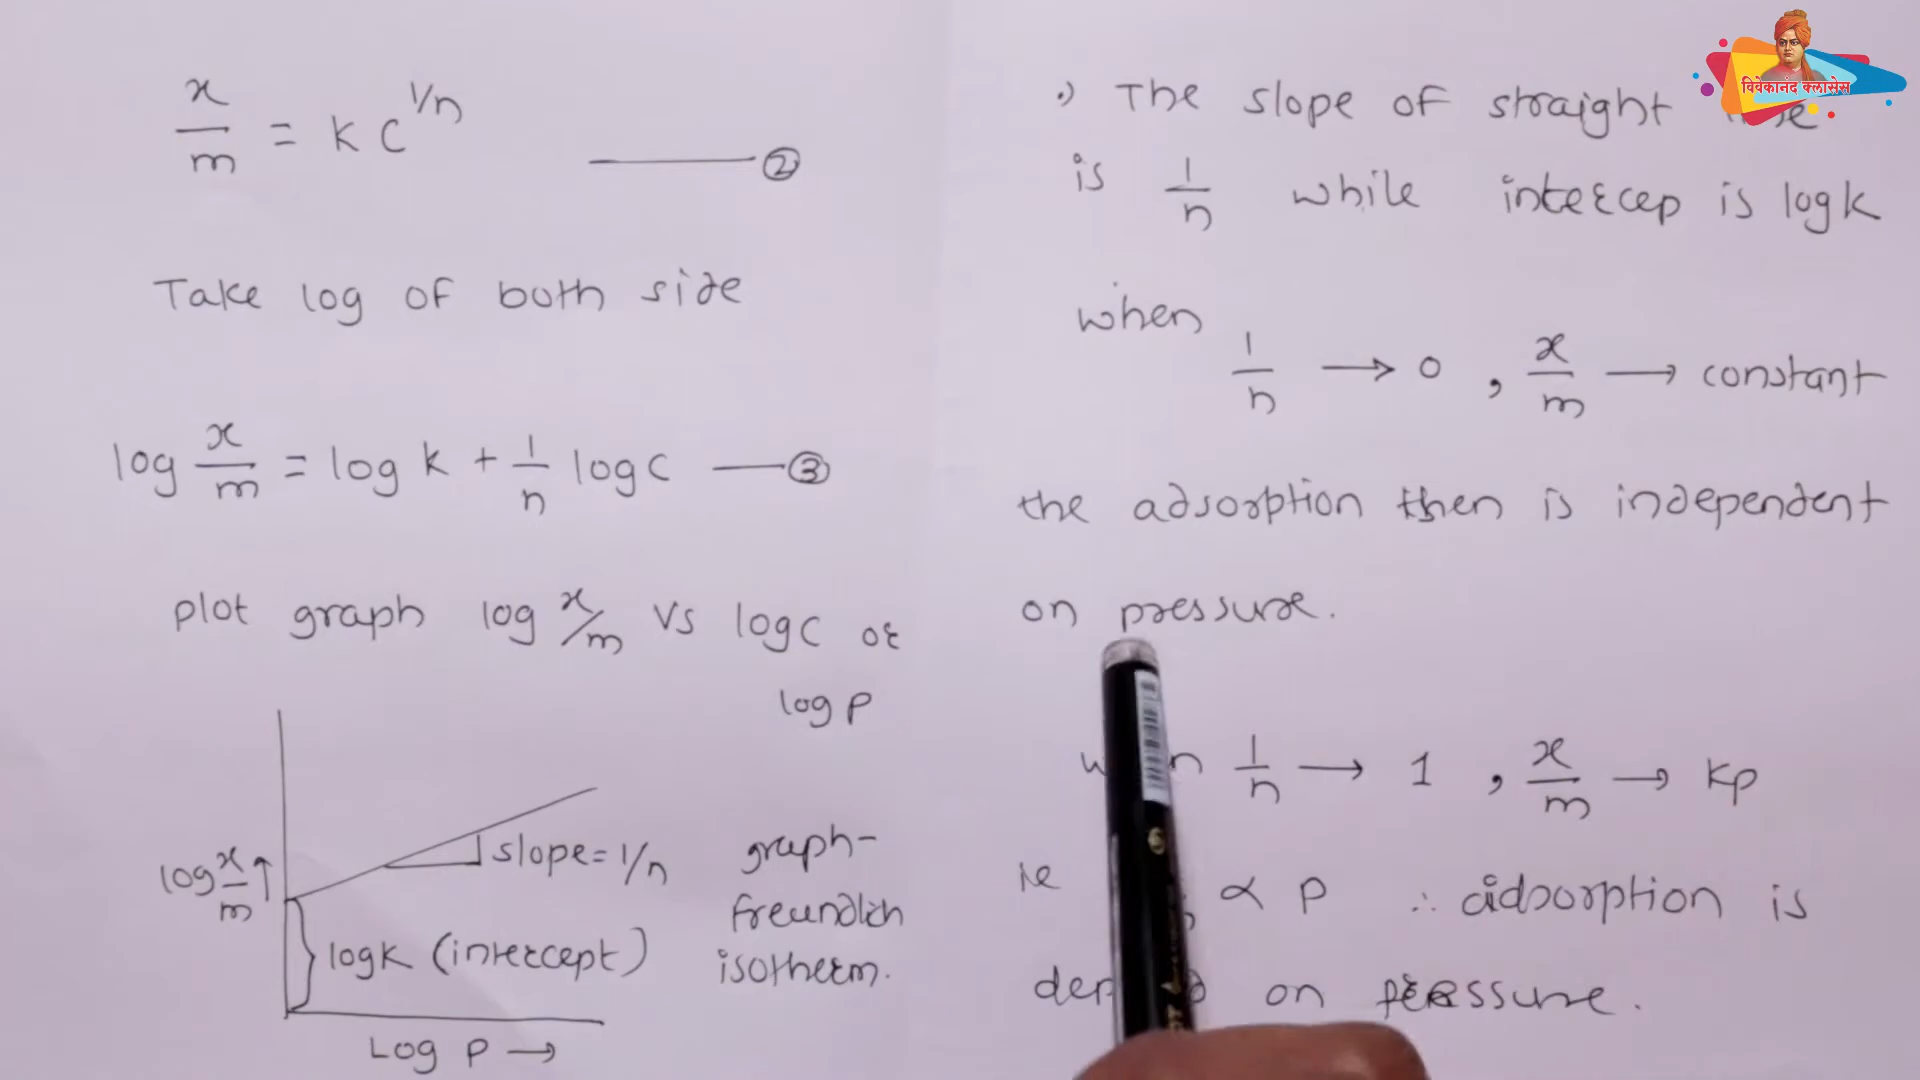 x/m = k c^1/n ——— ②
Take log of both side
log x/m = log k + 1/n log c —— ③
plot graph log x/m vs log c or
log p
slope = 1/n
log x/m ↑
log k (intercept)
graph-
freundlich
isotherm.
Log p →
विवेकानंद क्लासेस
•) The slope of straight
is 1/n while intercep is log k
when
1/n → 0 , x/m → constant
the adsorption then is independent
on pressure.
1/n → 1 , x/m → kp
ie ∝ p ∴ adsorption is
on pressure.